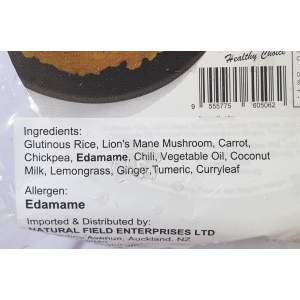 Healthy Choice
9 555775 605062
Ingredients:
Glutinous Rice, Lion's Mane Mushroom, Carrot,
Chickpea, Edamame, Chili, Vegetable Oil, Coconut
Milk, Lemongrass, Ginger,Tumeric, Curryleaf
Allergen:
Edamame
Imported & Distributed by:
NATURAL FIELD ENTERPRISES LTD
Avenue, Auckland, NZ